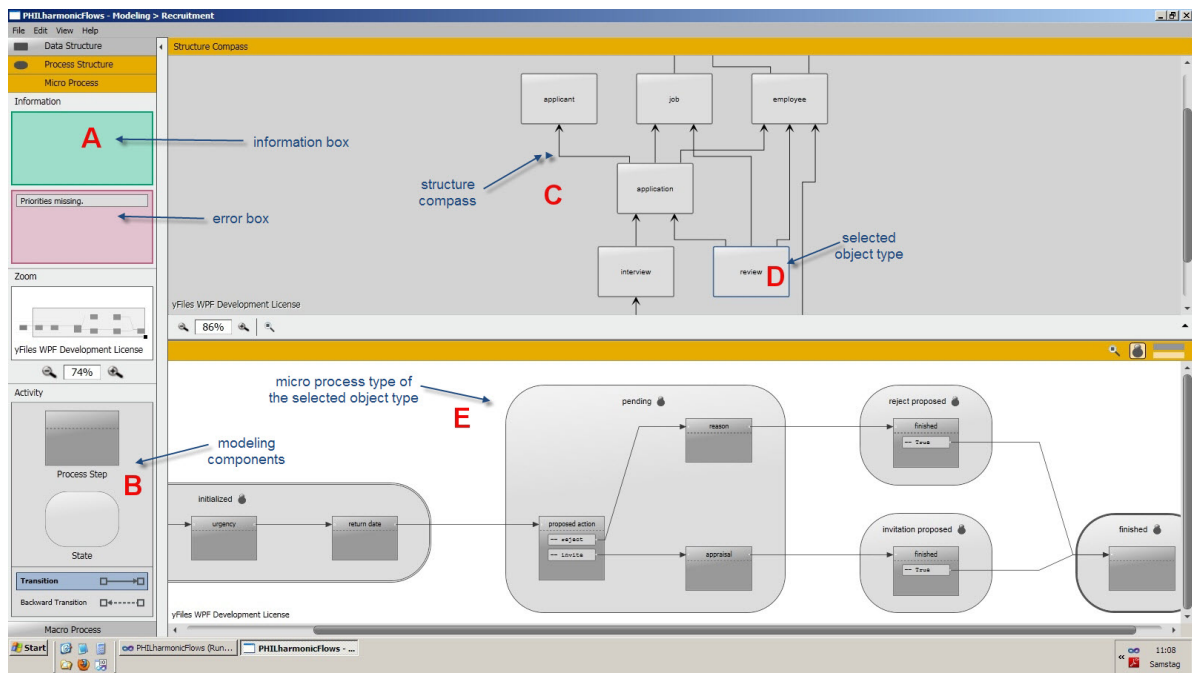 PHILharmonicFlows - Modeling > Recruitment
File Edit View Help
Data Structure
Process Structure
Micro Process
Information
A
information box
Priorities missing.
error box
Zoom
yFiles WPF Development License
74%
Activity
modeling
components
B
Process Step
State
Transition
Backward Transition
Macro Process
Structure Compass
applicant
job
employee
structure
compass
C
application
selected
object type
interview
review
D
yFiles WPF Development License
86%
micro process type of
the selected object type
E
pending
reject proposed
reason
finished
-- True
initialized
urgency
return date
proposed action
-- reject
-- invite
appraisal
invitation proposed
finished
-- True
finished
yFiles WPF Development License
Start
PHILharmonicFlows (Run...
PHILharmonicFlows - ...
11:08
Samstag